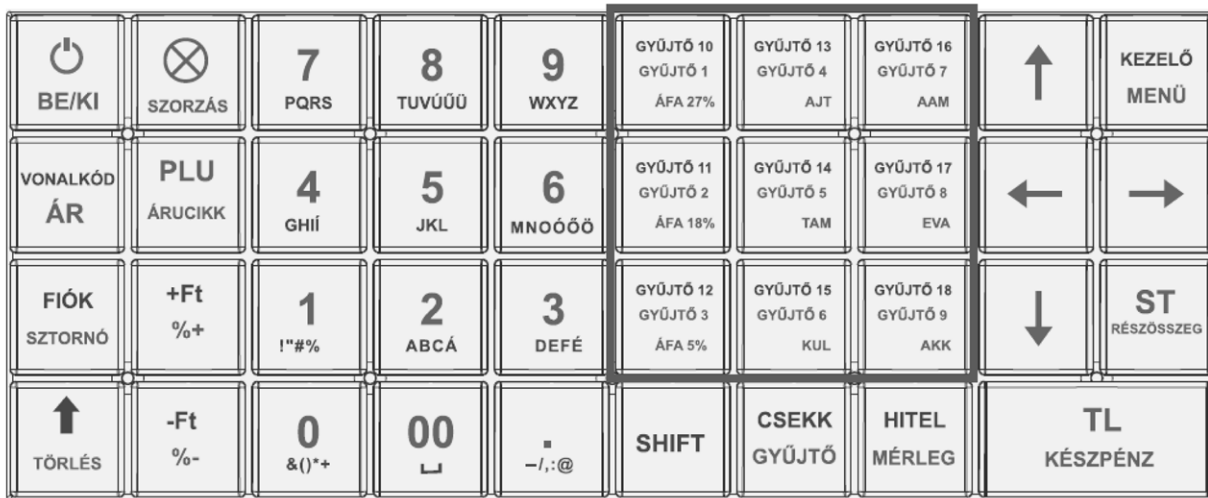 BE/KI
SZORZÁS
7
PQRS
8
TUVÚŰÜ
9
WXYZ
GYŰJTŐ 10
GYŰJTŐ 1
ÁFA 27%
GYŰJTŐ 13
GYŰJTŐ 4
AJT
GYŰJTŐ 16
GYŰJTŐ 7
AAM
KEZELŐ
MENÜ
VONALKÓD
ÁR
PLU
ÁRUCIKK
4
GHIÍ
5
JKL
6
MNOÓŐÖ
GYŰJTŐ 11
GYŰJTŐ 2
ÁFA 18%
GYŰJTŐ 14
GYŰJTŐ 5
TAM
GYŰJTŐ 17
GYŰJTŐ 8
EVA
FIÓK
SZTORNÓ
+Ft
%+
1
!"#%
2
ABCÁ
3
DEFÉ
GYŰJTŐ 12
GYŰJTŐ 3
ÁFA 5%
GYŰJTŐ 15
GYŰJTŐ 6
KUL
GYŰJTŐ 18
GYŰJTŐ 9
AKK
ST
RÉSZÖSSZEG
TÖRLÉS
-Ft
%-
0
&()*+
00
.
–/,:@
SHIFT
CSEKK
GYŰJTŐ
HITEL
MÉRLEG
TL
KÉSZPÉNZ